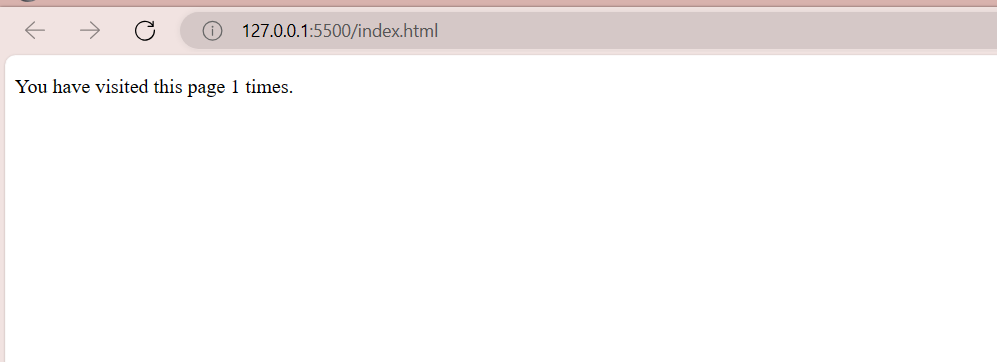 127.0.0.1:5500/index.html
You have visited this page 1 times.